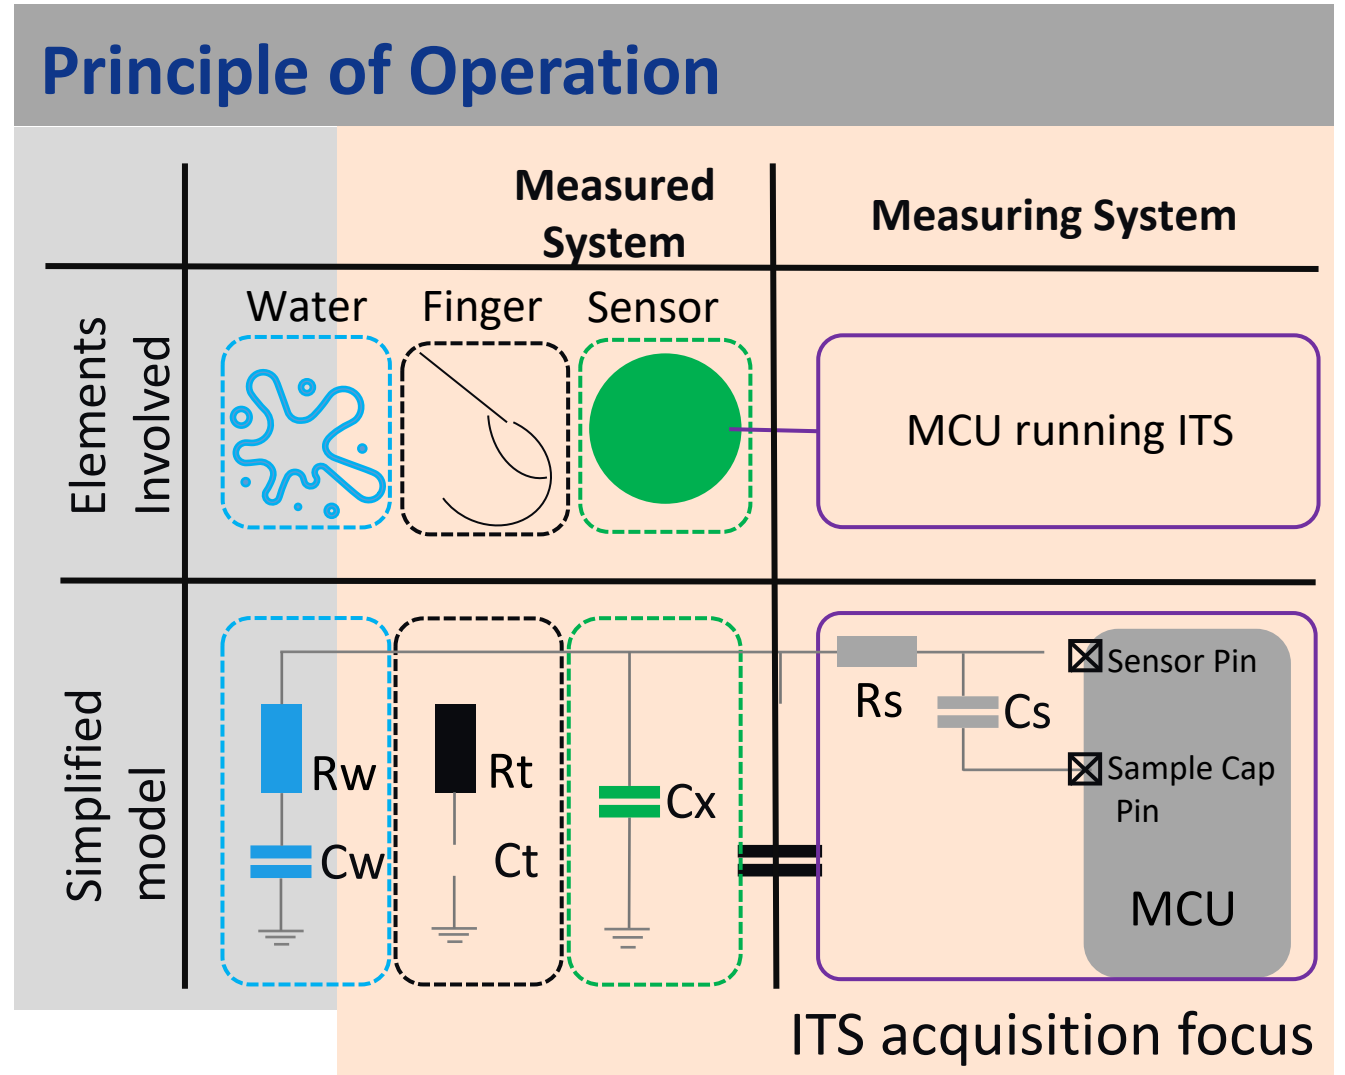 Principle of Operation
Measured
System
Measuring System
Elements
Involved
Water
Finger
Sensor
MCU running ITS
Simplified
model
Rw
Cw
Rt
Ct
Cx
Rs
Cs
Sensor Pin
Sample Cap
Pin
MCU
ITS acquisition focus